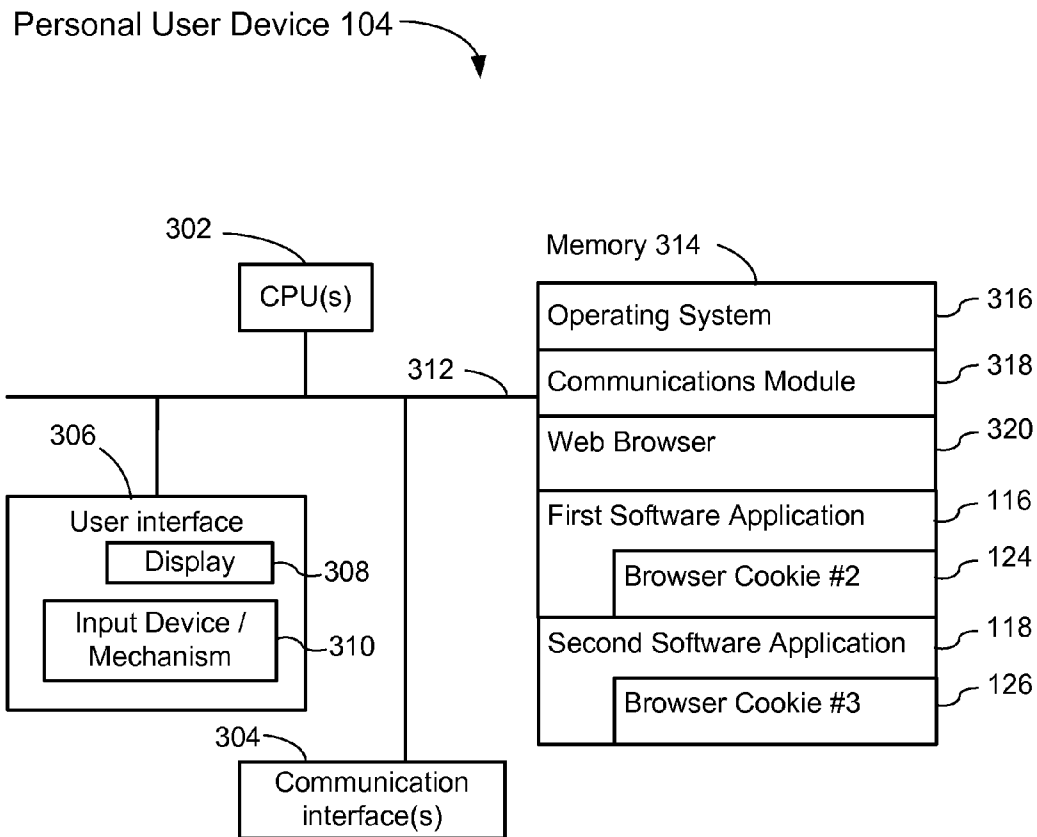 Personal User Device 104
302
CPU(s)
Memory 314
Operating System
316
312
Communications Module
318
Web Browser
320
306
User interface
Display
308
Input Device /
Mechanism
310
First Software Application
116
Browser Cookie #2
124
Second Software Application
118
Browser Cookie #3
126
304
Communication
interface(s)